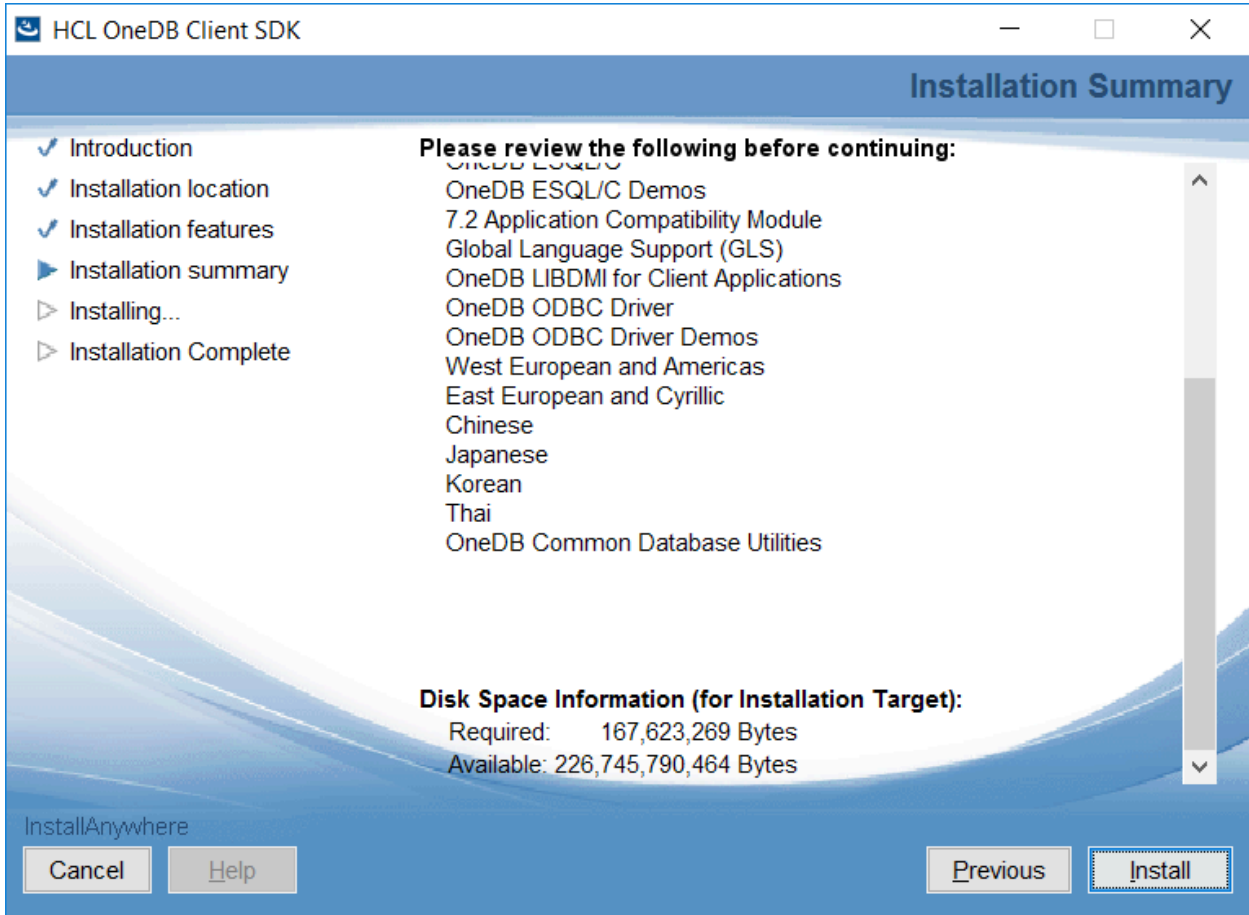 HCL OneDB Client SDK
Installation Summary
Introduction
Installation location
Installation features
Installation summary
Installing...
Installation Complete
Please review the following before continuing:
OneDB ESQL/C
OneDB ESQL/C Demos
7.2 Application Compatibility Module
Global Language Support (GLS)
OneDB LIBDMI for Client Applications
OneDB ODBC Driver
OneDB ODBC Driver Demos
West European and Americas
East European and Cyrillic
Chinese
Japanese
Korean
Thai
OneDB Common Database Utilities
Disk Space Information (for Installation Target):
Required: 167,623,269 Bytes
Available: 226,745,790,464 Bytes
InstallAnywhere
Cancel
Help
Previous
Install